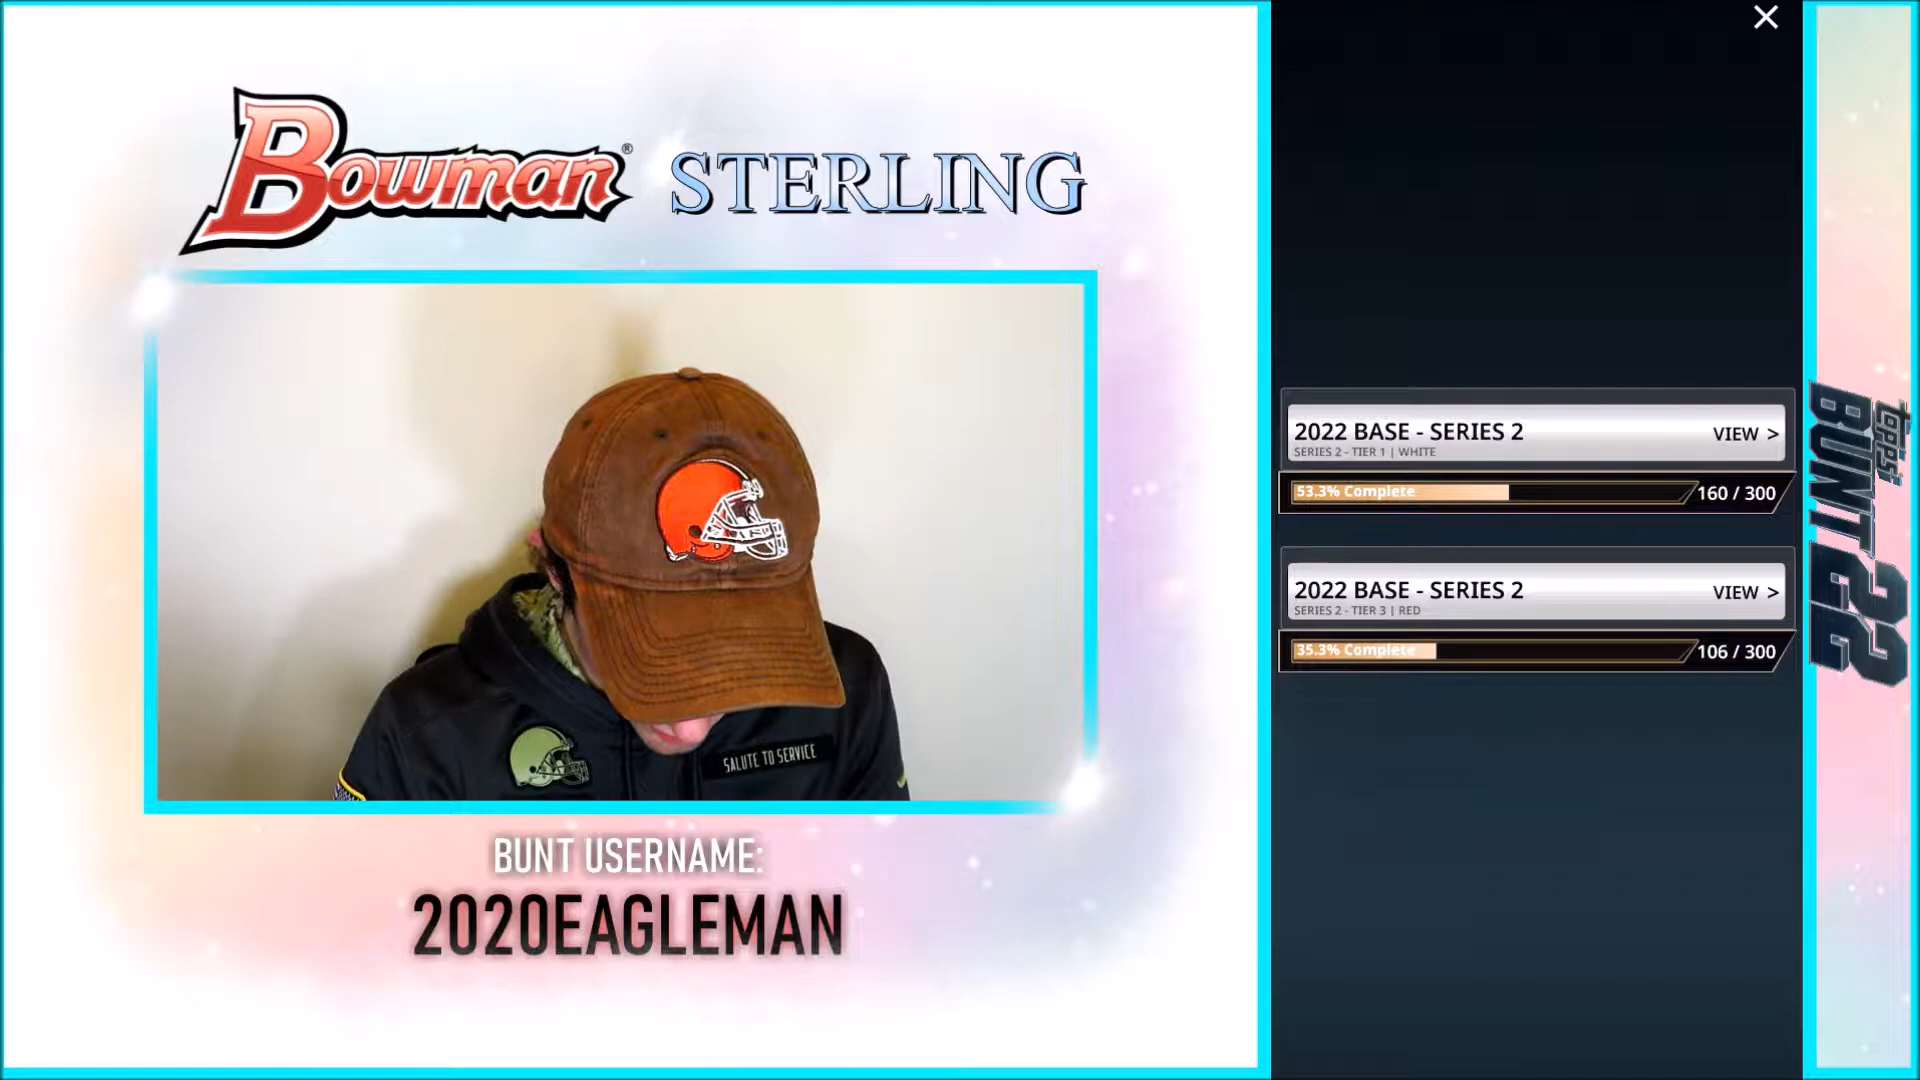 Bowman® STERLING
SALUTE TO SERVICE
BUNT USERNAME:
2020EAGLEMAN
2022 BASE - SERIES 2
VIEW >
SERIES 2 - TIER 1 | WHITE
53.3% Complete
160 / 300
2022 BASE - SERIES 2
VIEW >
SERIES 2 - TIER 3 | RED
35.3% Complete
106 / 300
topps
BUNT 22